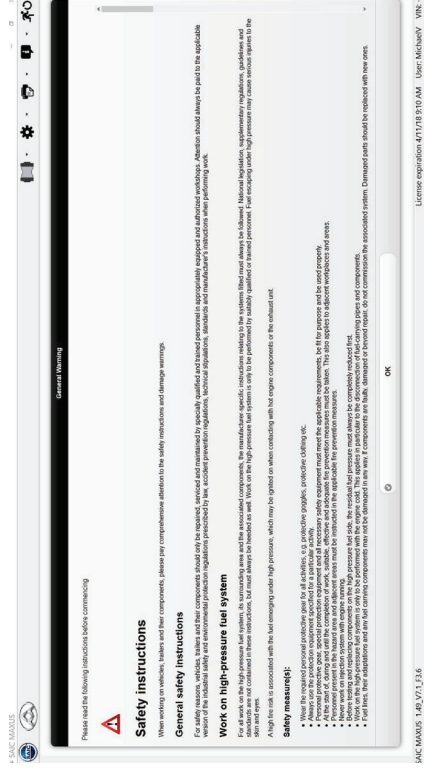 SAIC MAXUS
General Warning
Please read the following instructions before commencing
Safety instructions
When working on vehicles, trailers and their components, please pay comprehensive attention to the safety instructions and damage warnings.
General safety instructions
For safety reasons, vehicles, trailers and their components should only be repaired, serviced and maintained by specially qualified and trained personnel in appropriately equipped and authorized workshops. Attention should always be paid to the applicable
version of the industrial safety and environmental protection regulations prescribed by law, accident prevention regulations, technical stipulations, standards and manufacturer's instructions when performing work.
Work on high-pressure fuel system
For all work on the high-pressure fuel system, its surrounding area and the associated components, the manufacturer-specific instructions relating to the systems fitted must always be followed. National legislation, supplementary regulations, guidelines and
standards are not contained in these instructions, but must always be heeded as well. Work on the high-pressure fuel system is only to be performed by suitably qualified or trained personnel. Fuel escaping under high pressure may cause serious injuries to the
skin and eyes.
A high fire risk is associated with the fuel emerging under high pressure, which may be ignited on when contacting with hot engine components or the exhaust unit.
Safety measure(s):
• Wear the required personal protective gear for all activities, e.g. protective goggles, protective clothing etc.
• Always use the protection equipment specified for a particular activity.
• Personal protective gear, special protection equipment and all necessary safety equipment must meet the applicable requirements, be fit for purpose and be used properly.
• At the start of, during and until the completion of work, suitable, effective and adequate fire prevention measures must be taken. This also applies to adjacent workplaces and areas.
• Personnel present in the hazard area and adjacent areas must be instructed in the applicable fire prevention measures.
• Never work on injection system with engine running.
• Before testing and replacing components on the high pressure fuel side, the residual fuel pressure must always be completely reduced first.
• Work on the high-pressure fuel system is only to be performed with the engine cold. This applies in particular to the disconnection of fuel-carrying pipes and components.
• Fuel lines, their adaptations and any fuel carrying components may not be damaged in any way. If components are faulty, damaged or beyond repair, do not commission the associated system. Damaged parts should be replaced with new ones.
OK
SAIC MAXUS 1.49_V7.1_F3.6
License expiration 4/11/18 9:10 AM User: MichaelV VIN: